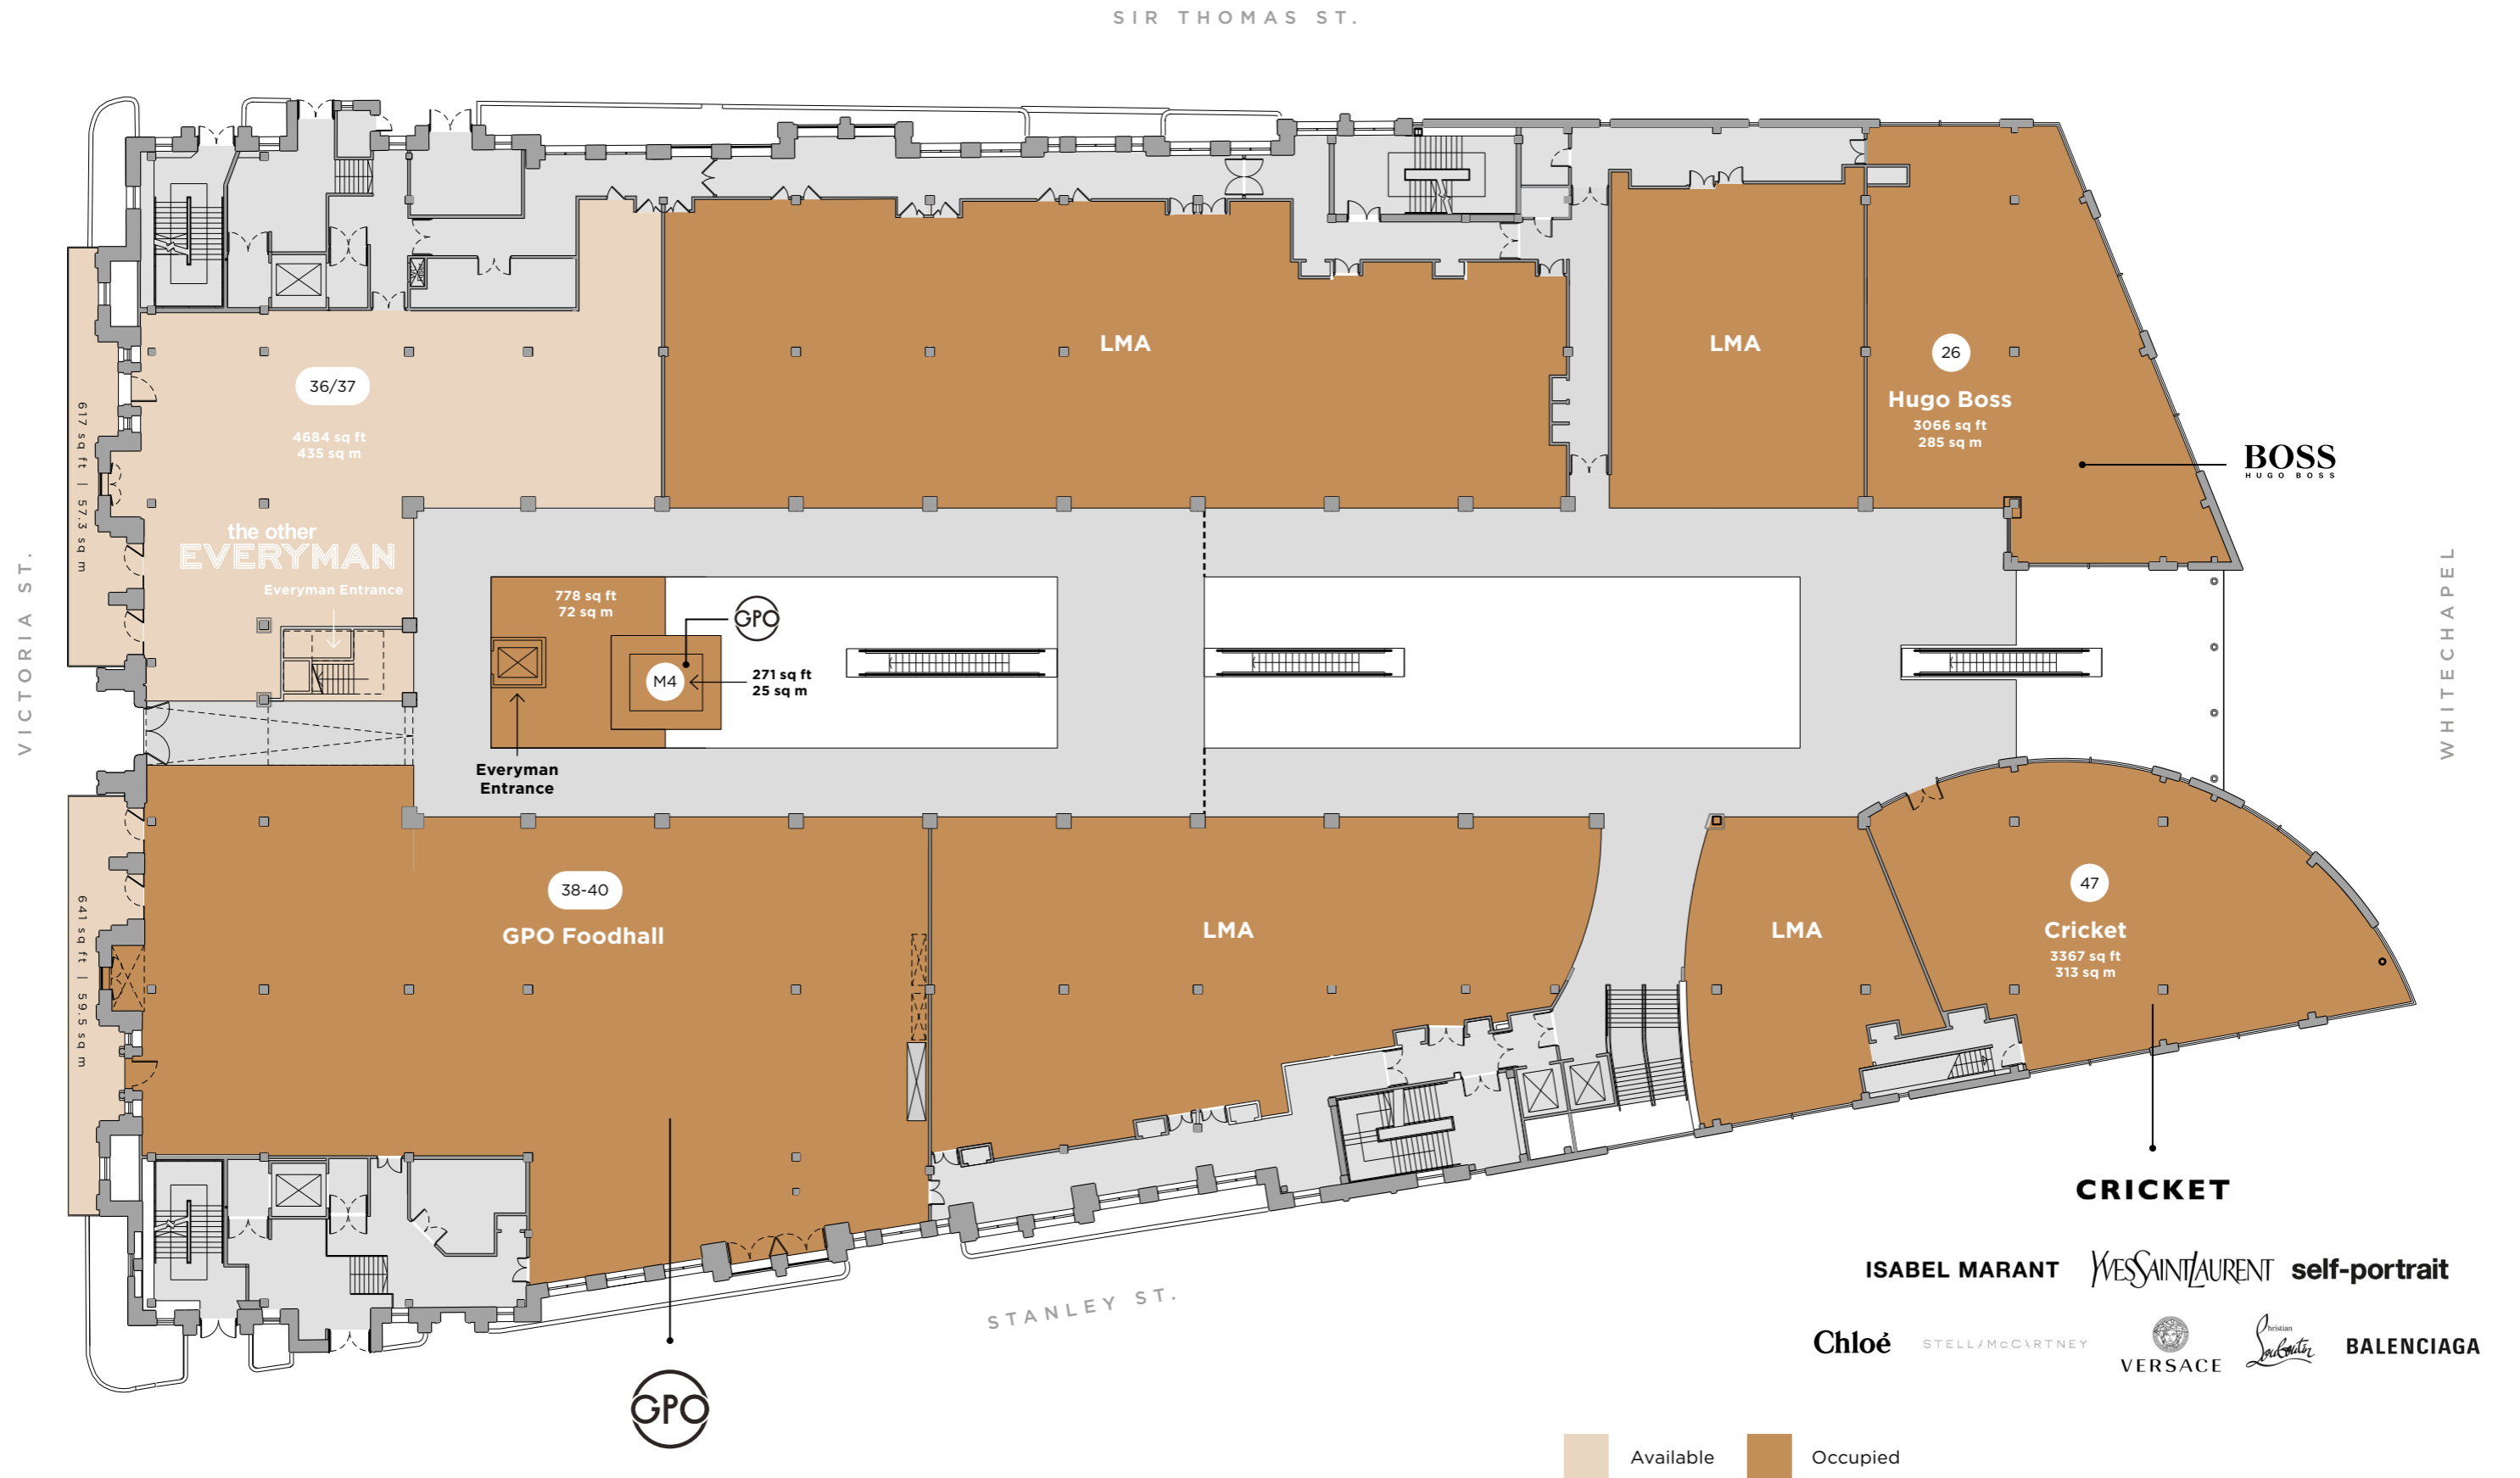 SIR THOMAS ST.
VICTORIA ST.
WHITECHAPEL
617 sq ft | 57.3 sq m
36/37
4684 sq ft
435 sq m
the other
EVERYMAN
Everyman Entrance
LMA
LMA
26
Hugo Boss
3066 sq ft
285 sq m
BOSS
HUGO BOSS
778 sq ft
72 sq m
GPO
M4
271 sq ft
25 sq m
Everyman
Entrance
641 sq ft | 59.5 sq m
38-40
GPO Foodhall
LMA
LMA
47
Cricket
3367 sq ft
313 sq m
CRICKET
ISABEL MARANT
YVESSAINTLAURENT
self-portrait
Chloé
STELLA McCARTNEY
VERSACE
Christian
Louboutin
BALENCIAGA
STANLEY ST.
GPO
Available
Occupied